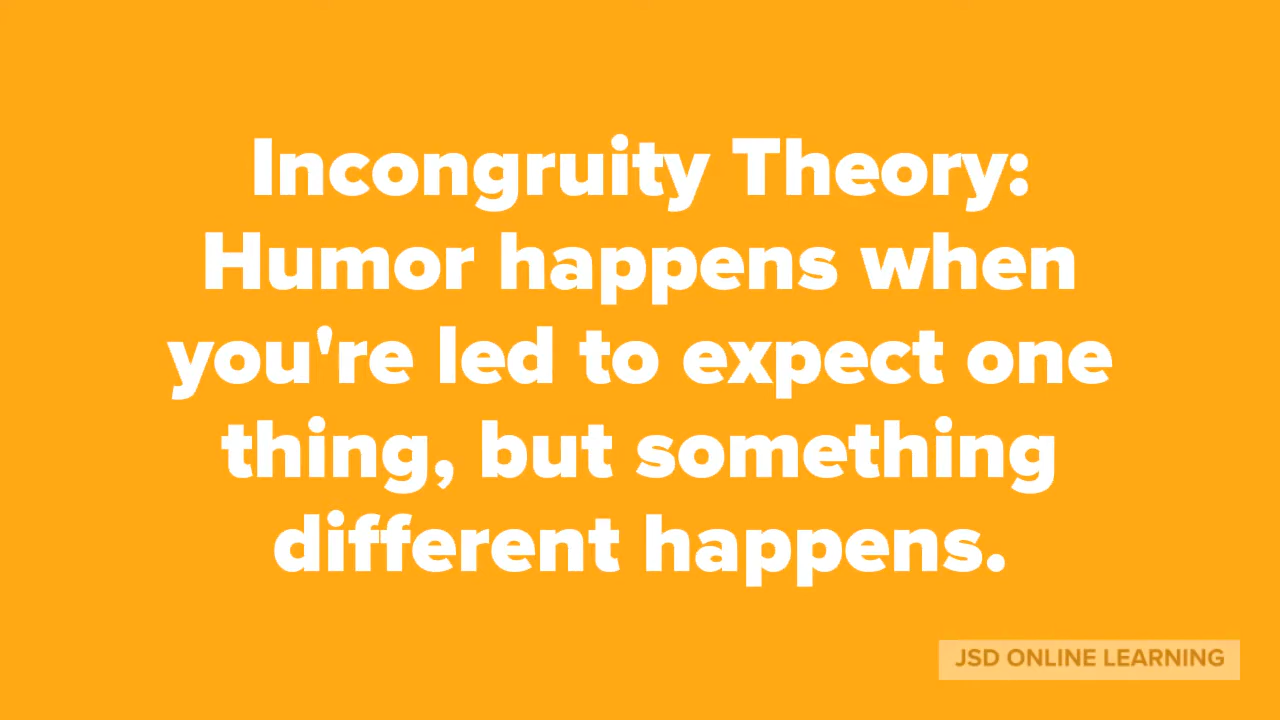 Incongruity Theory:
Humor happens when
you're led to expect one
thing, but something
different happens.
JSD ONLINE LEARNING